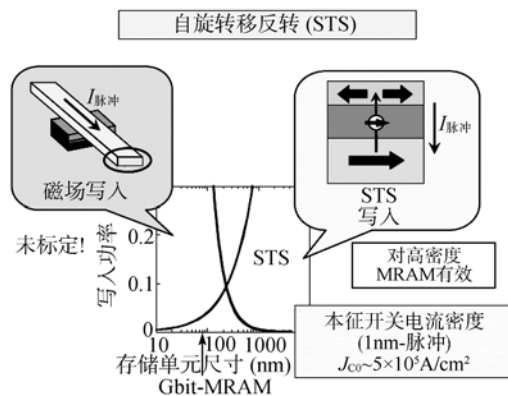 自旋转移反转 (STS)
I脉冲
磁场写入
I脉冲
STS
写入
未标定!
写入功率
0.2
0.1
0
STS
10
100
1000
存储单元尺寸 (nm)
Gbit-MRAM
对高密度
MRAM有效
本征开关电流密度
(1nm-脉冲)
J_C0~5×10⁵A/cm²